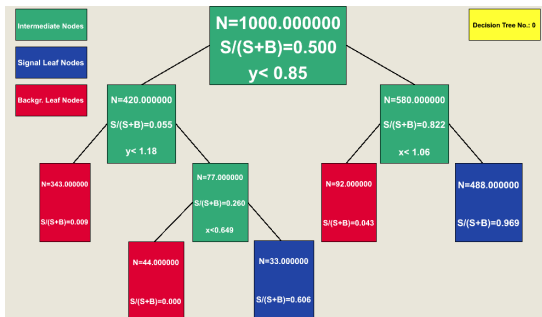 Intermediate Nodes
Signal Leaf Nodes
Backgr. Leaf Nodes
Decision Tree No.: 0
N=1000.000000
S/(S+B)=0.500
y< 0.85
N=420.000000
S/(S+B)=0.055
y< 1.18
N=580.000000
S/(S+B)=0.822
x< 1.06
N=343.000000
S/(S+B)=0.009
N=77.000000
S/(S+B)=0.260
x<0.649
N=92.000000
S/(S+B)=0.043
N=488.000000
S/(S+B)=0.969
N=44.000000
S/(S+B)=0.000
N=33.000000
S/(S+B)=0.606